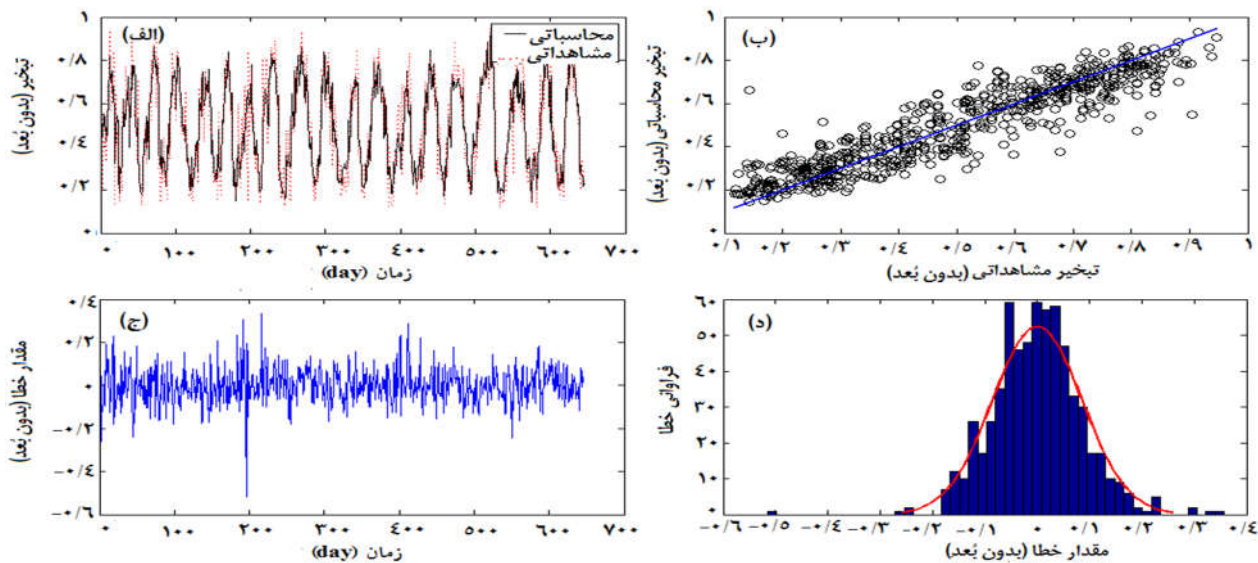 (الف)
محاسباتی
مشاهداتی
تبخیر (بدون بُعد)
۱
۰/۸
۰/۶
۰/۴
۰/۲
۰
۰ ۱۰۰ ۲۰۰ ۳۰۰ ۴۰۰ ۵۰۰ ۶۰۰ ۷۰۰
زمان (day)
(ب)
تبخیر محاسباتی (بدون بُعد)
۱
۰/۸
۰/۶
۰/۴
۰/۲
۰
۰/۱ ۰/۲ ۰/۳ ۰/۴ ۰/۵ ۰/۶ ۰/۷ ۰/۸ ۰/۹ ۱
تبخیر مشاهداتی (بدون بُعد)
(ج)
مقدار خطا (بدون بُعد)
۰/۴
۰/۲
۰
-۰/۲
-۰/۴
-۰/۶
۰ ۱۰۰ ۲۰۰ ۳۰۰ ۴۰۰ ۵۰۰ ۶۰۰ ۷۰۰
زمان (day)
(د)
فراوانی خطا
۶۰
۵۰
۴۰
۳۰
۲۰
۱۰
۰
-۰/۶ -۰/۵ -۰/۴ -۰/۳ -۰/۲ -۰/۱ ۰ ۰/۱ ۰/۲ ۰/۳ ۰/۴
مقدار خطا (بدون بُعد)